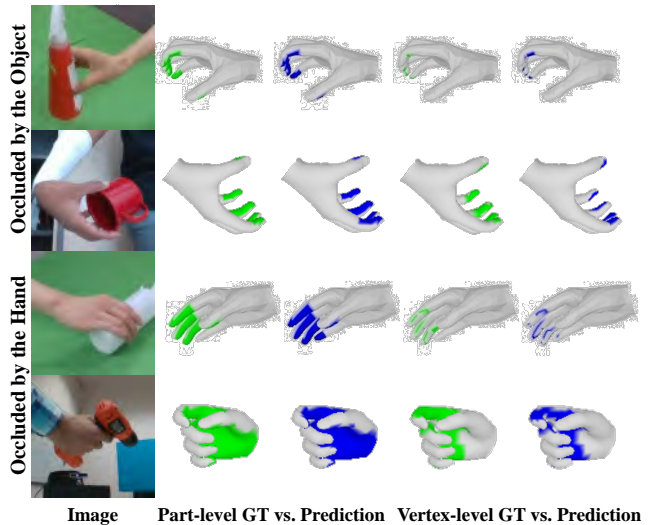 Occluded by the Object
Occluded by the Hand
Image Part-level GT vs. Prediction Vertex-level GT vs. Prediction